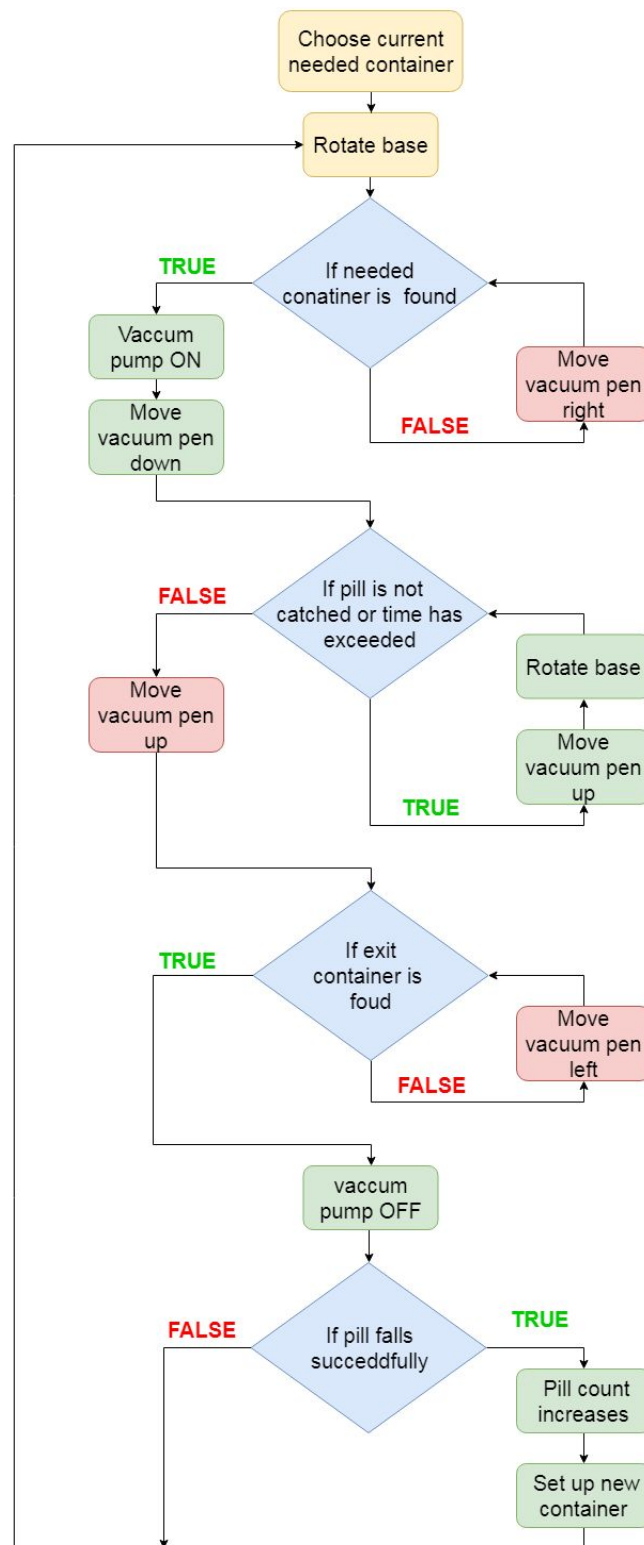 Choose current
needed container
Rotate base
If needed
conatiner is found
TRUE
Vaccum
pump ON
Move
vacuum pen
down
FALSE
Move
vacuum pen
right
If pill is not
catched or time has
exceeded
FALSE
Move
vacuum pen
up
TRUE
Move
vacuum pen
up
Rotate base
If exit
container is
foud
TRUE
FALSE
Move
vacuum pen
left
vaccum
pump OFF
If pill falls
succeddfully
FALSE
TRUE
Pill count
increases
Set up new
container